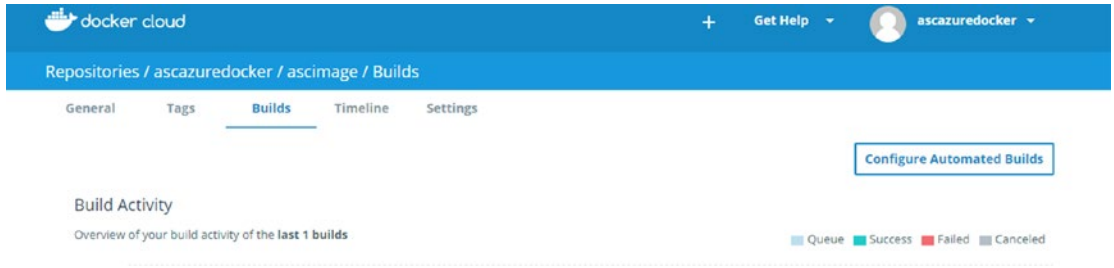 docker cloud + Get Help ascazuredocker
Repositories / ascazuredocker / ascimage / Builds
General Tags Builds Timeline Settings
Configure Automated Builds
Build Activity
Overview of your build activity of the last 1 builds
Queue Success Failed Canceled